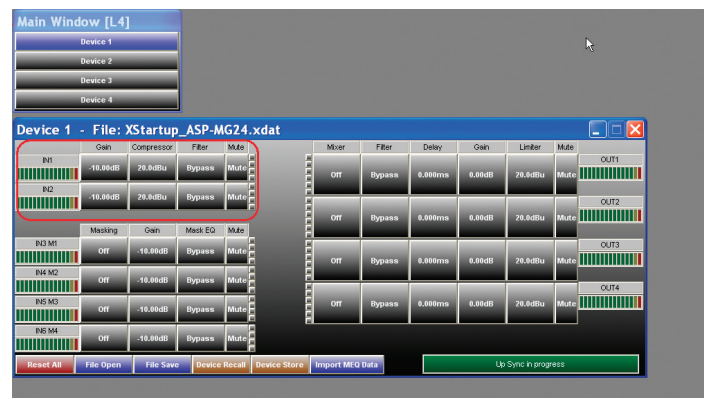 Main Window [L4]
Device 1
Device 2
Device 3
Device 4
Device 1 - File: XStartup_ASP-MG24.xdat
Gain Compressor Filter Mute Mixer Filter Delay Gain Limiter Mute
IN1 -10.00dB 20.0dBu Bypass Mute Off Bypass 0.000ms 0.00dB 20.0dBu Mute OUT1
IN2 -10.00dB 20.0dBu Bypass Mute Off Bypass 0.000ms 0.00dB 20.0dBu Mute OUT2
Masking Gain Mask EQ Mute
IN3 M1 Off -10.00dB Bypass Mute Off Bypass 0.000ms 0.00dB 20.0dBu Mute OUT3
IN4 M2 Off -10.00dB Bypass Mute Off Bypass 0.000ms 0.00dB 20.0dBu Mute OUT4
IN5 M3 Off -10.00dB Bypass Mute
IN6 M4 Off -10.00dB Bypass Mute
Reset All File Open File Save Device Recall Device Store Import MEQ Data Up Sync in progress